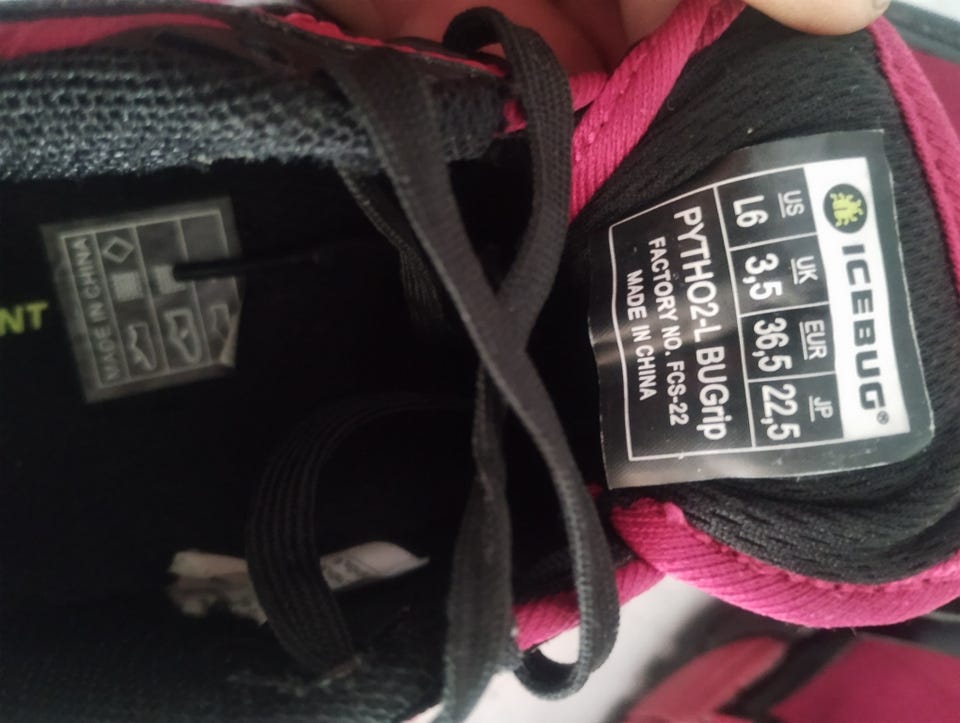 ICEBUG®
US UK EUR JP
L6 3,5 36,5 22,5
PYTHO2-L BUGrip
FACTORY NO. FCS-22
MADE IN CHINA
MADE IN CHINA
NT